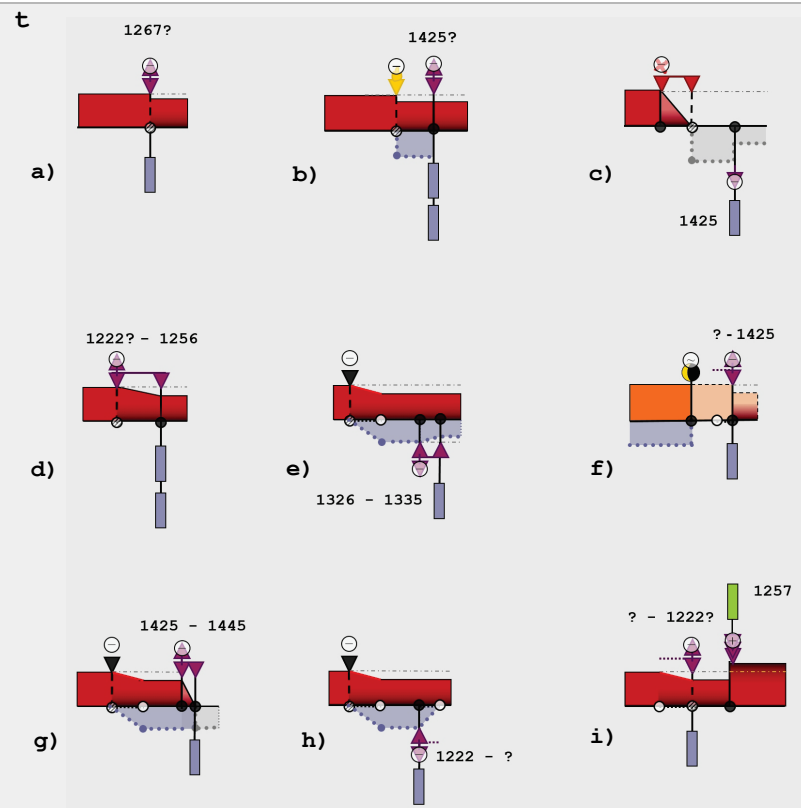 t
1267?
1425?
a)
b)
c)
1425
1222? - 1256
? -1425
d)
e)
f)
1326 - 1335
1257
1425 - 1445
? - 1222?
g)
h)
1222 - ?
i)